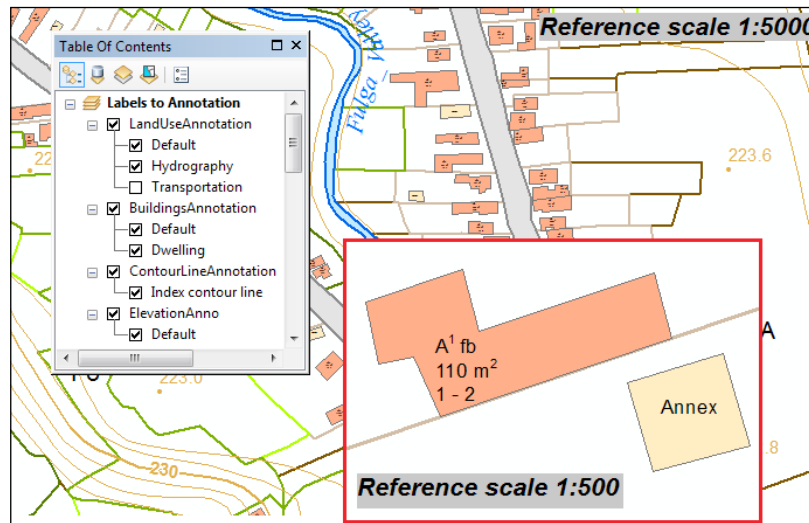 Reference scale 1:5000
Table Of Contents
Labels to Annotation
LandUseAnnotation
Default
Hydrography
Transportation
BuildingsAnnotation
Default
Dwelling
ContourLineAnnotation
Index contour line
ElevationAnno
Default
Fulga_Valley
223.6
223.0
230
A
.8
A¹ fb
110 m²
1 - 2
Annex
Reference scale 1:500